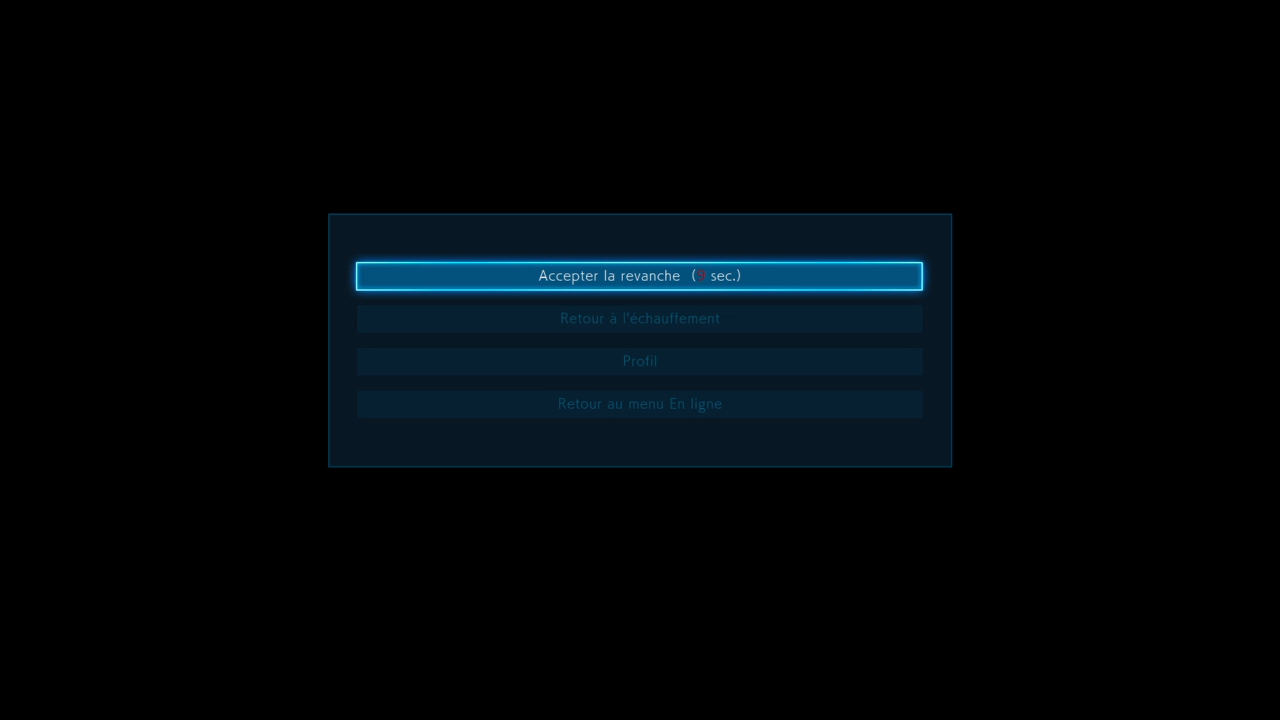 Accepter la revanche ( sec.)
Retour à l'échauffement
Profil
Retour au menu En ligne